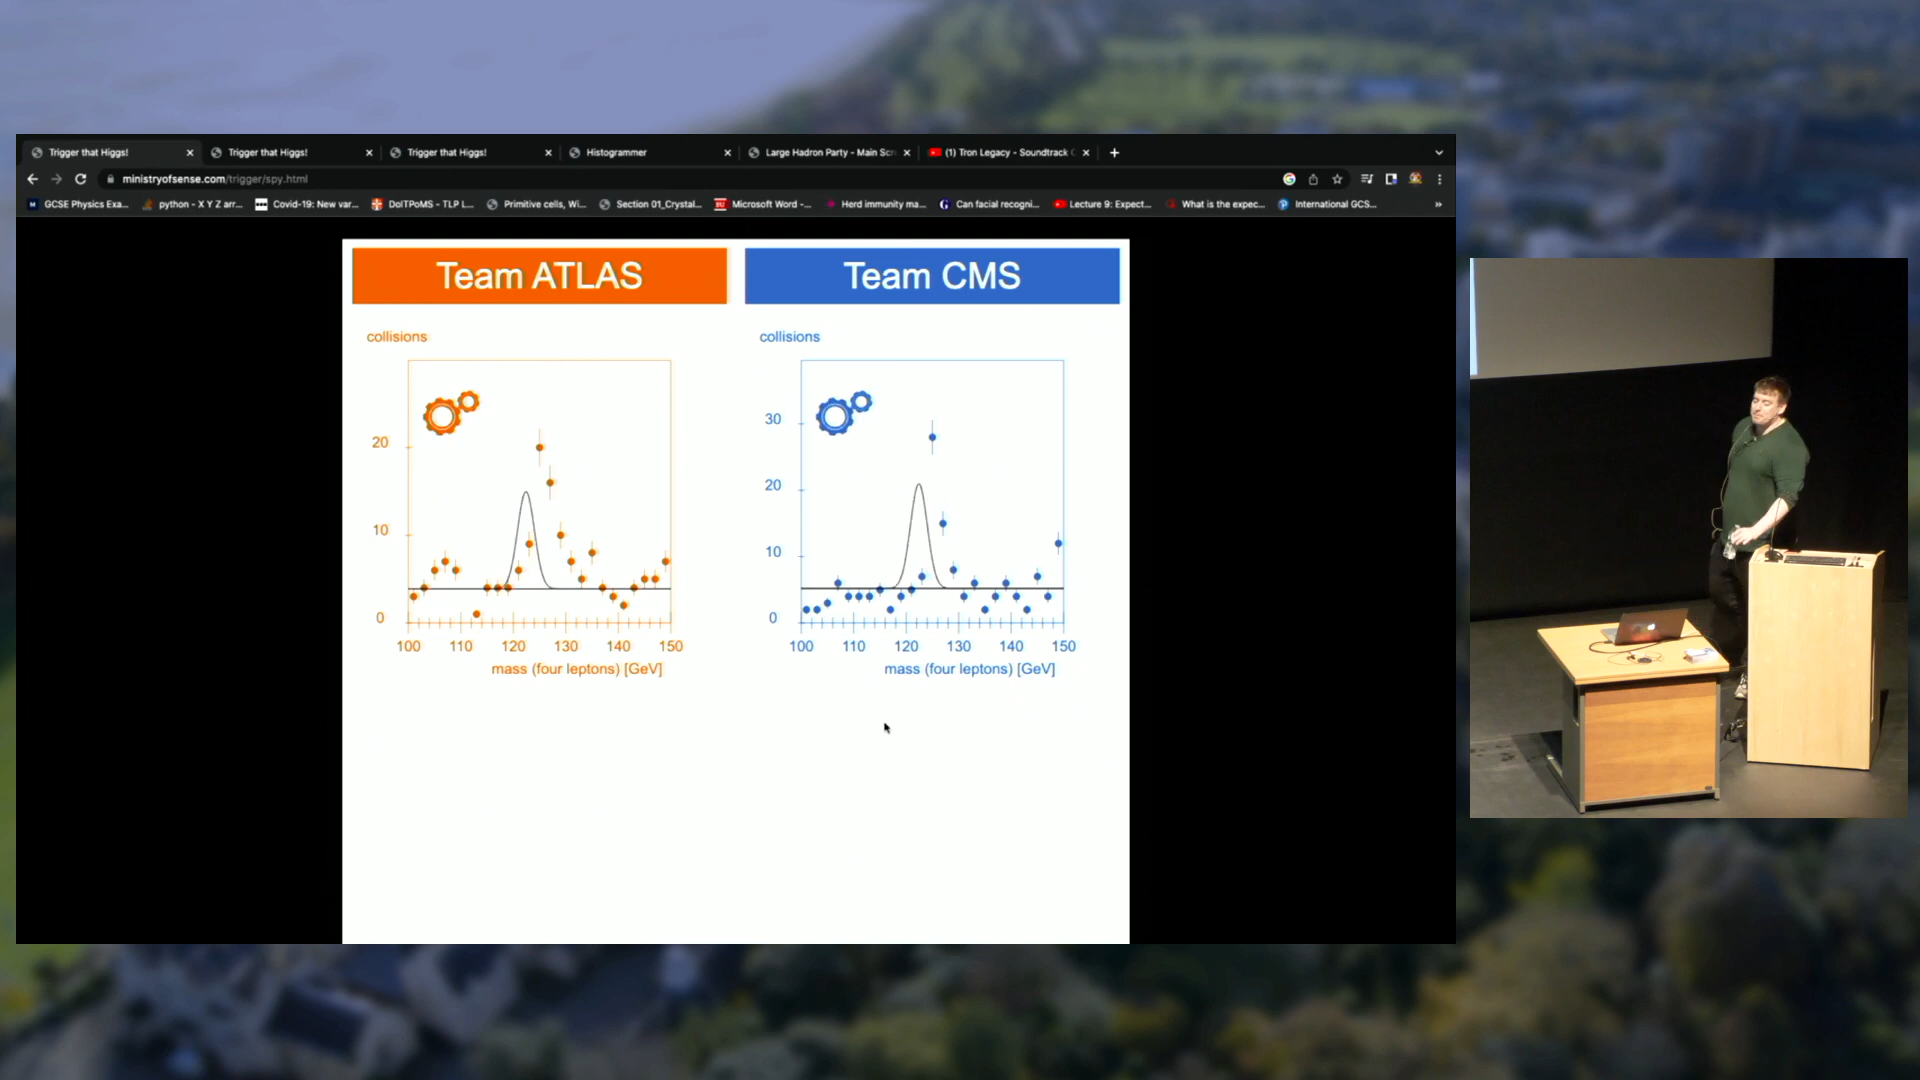 Trigger that Higgs!
Trigger that Higgs!
Trigger that Higgs!
Histogrammer
Large Hadron Party - Main Scr
(1) Tron Legacy - Soundtrack
ministryofsense.com/trigger/spy.html
GCSE Physics Exa...
python - X Y Z arr...
Covid-19: New var...
DoITPoMS - TLP L...
Primitive cells, Wi...
Section 01_Crystal...
Microsoft Word -...
Herd immunity ma...
Can facial recogni...
Lecture 9: Expect...
What is the expec...
International GCS...
Team ATLAS
collisions
20
10
0
100 110 120 130 140 150
mass (four leptons) [GeV]
Team CMS
collisions
30
20
10
0
100 110 120 130 140 150
mass (four leptons) [GeV]